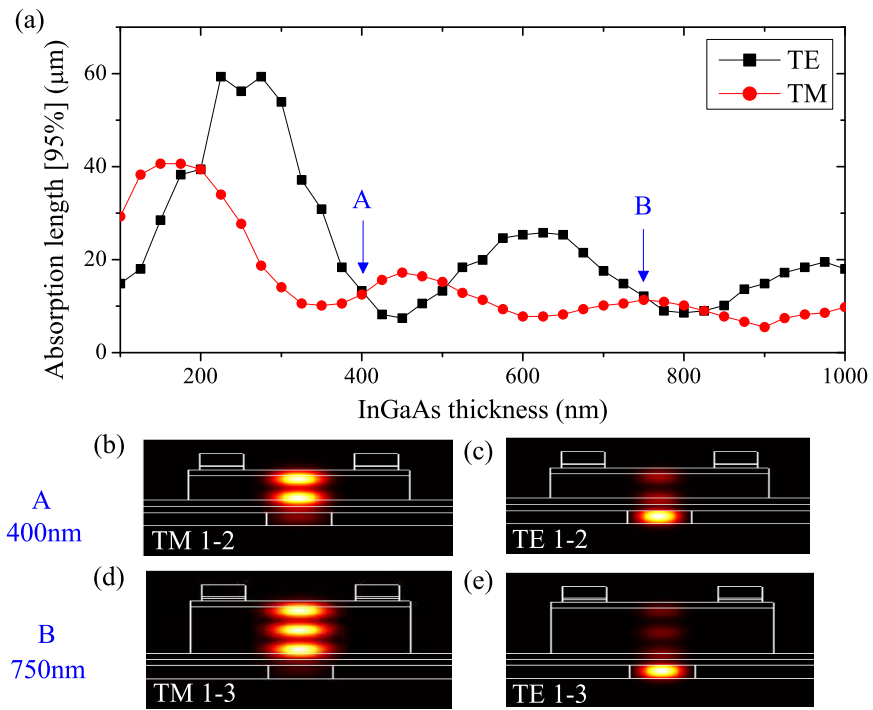 (a)
Absorption length [95%] (μm)
60
40
20
0
TE
TM
A
B
200
400
600
800
1000
InGaAs thickness (nm)
(b)
(c)
A
400nm
TM 1-2
TE 1-2
(d)
(e)
B
750nm
TM 1-3
TE 1-3